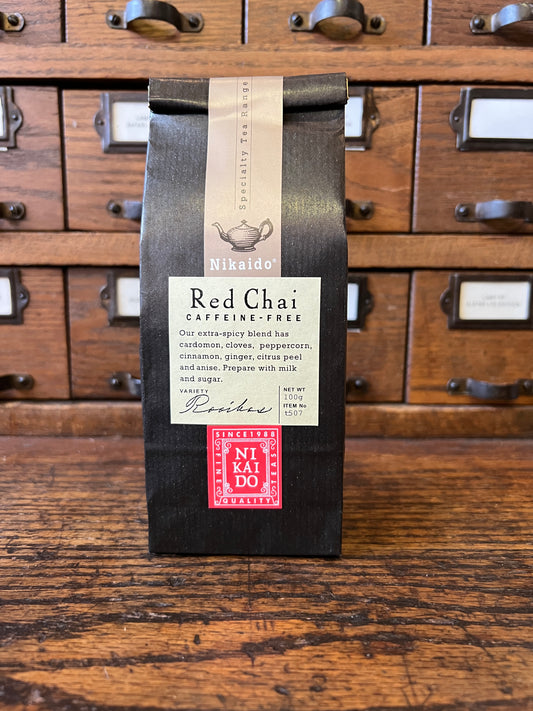 Specialty Tea Range
Nikaido®
Red Chai
CAFFEINE-FREE
Our extra-spicy blend has
cardomon, cloves, peppercorn,
cinnamon, ginger, citrus peel
and anise. Prepare with milk
and sugar.
VARIETY
Rooibos
NET WT
100g
ITEM No
t507
SINCE 1988
FINE
NI
KAI
DO
TEAS
QUALITY